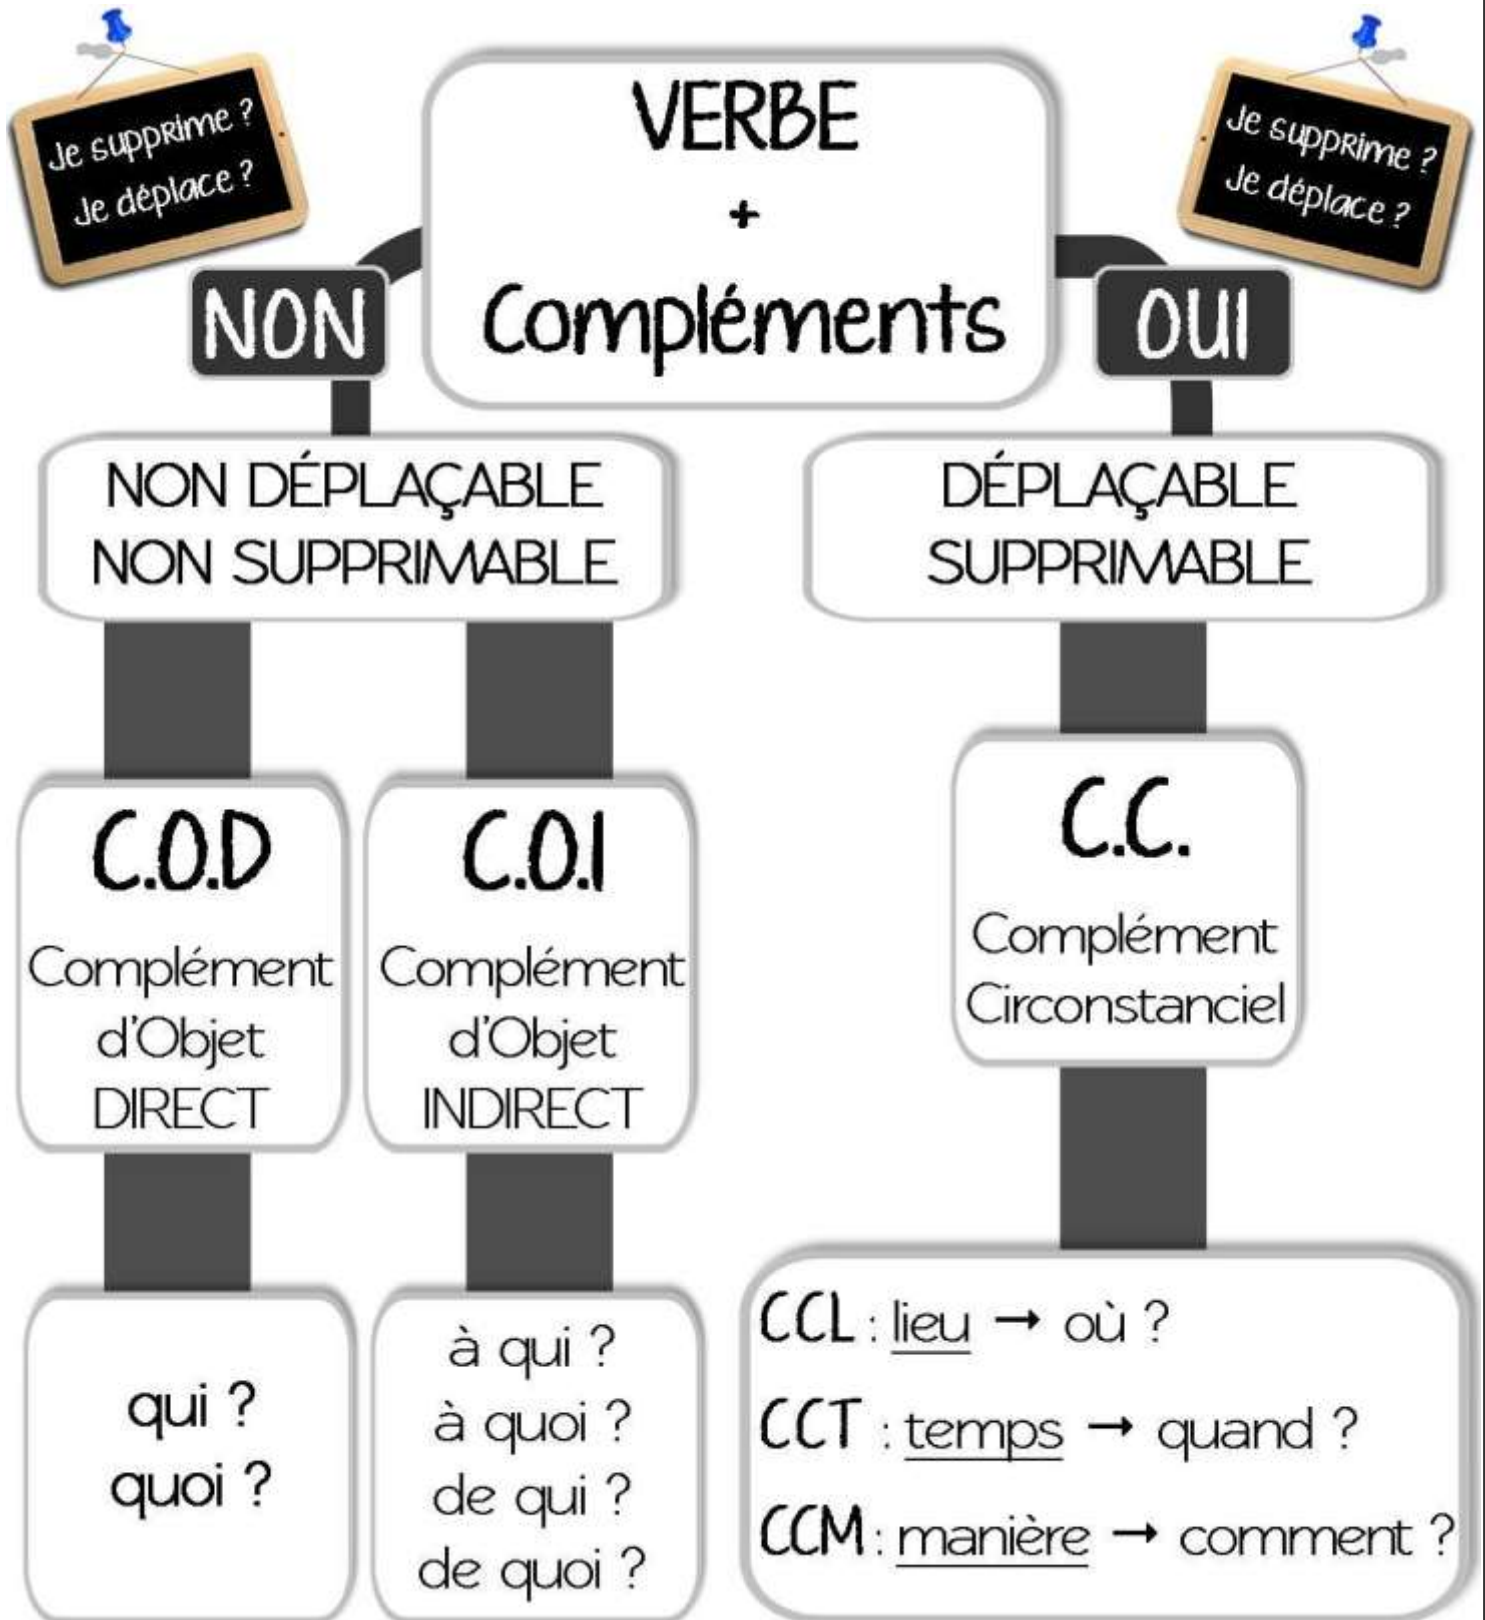 Je supprime ?
Je déplace ?
VERBE
+
Compléments
Je supprime ?
Je déplace ?
NON
OUI
NON DÉPLAÇABLE
NON SUPPRIMABLE
DÉPLAÇABLE
SUPPRIMABLE
C.O.D
Complément
d'Objet
DIRECT
C.O.I
Complément
d'Objet
INDIRECT
C.C.
Complément
Circonstanciel
qui ?
quoi ?
à qui ?
à quoi ?
de qui ?
de quoi ?
CCL : lieu → où ?
CCT : temps → quand ?
CCM : manière → comment ?